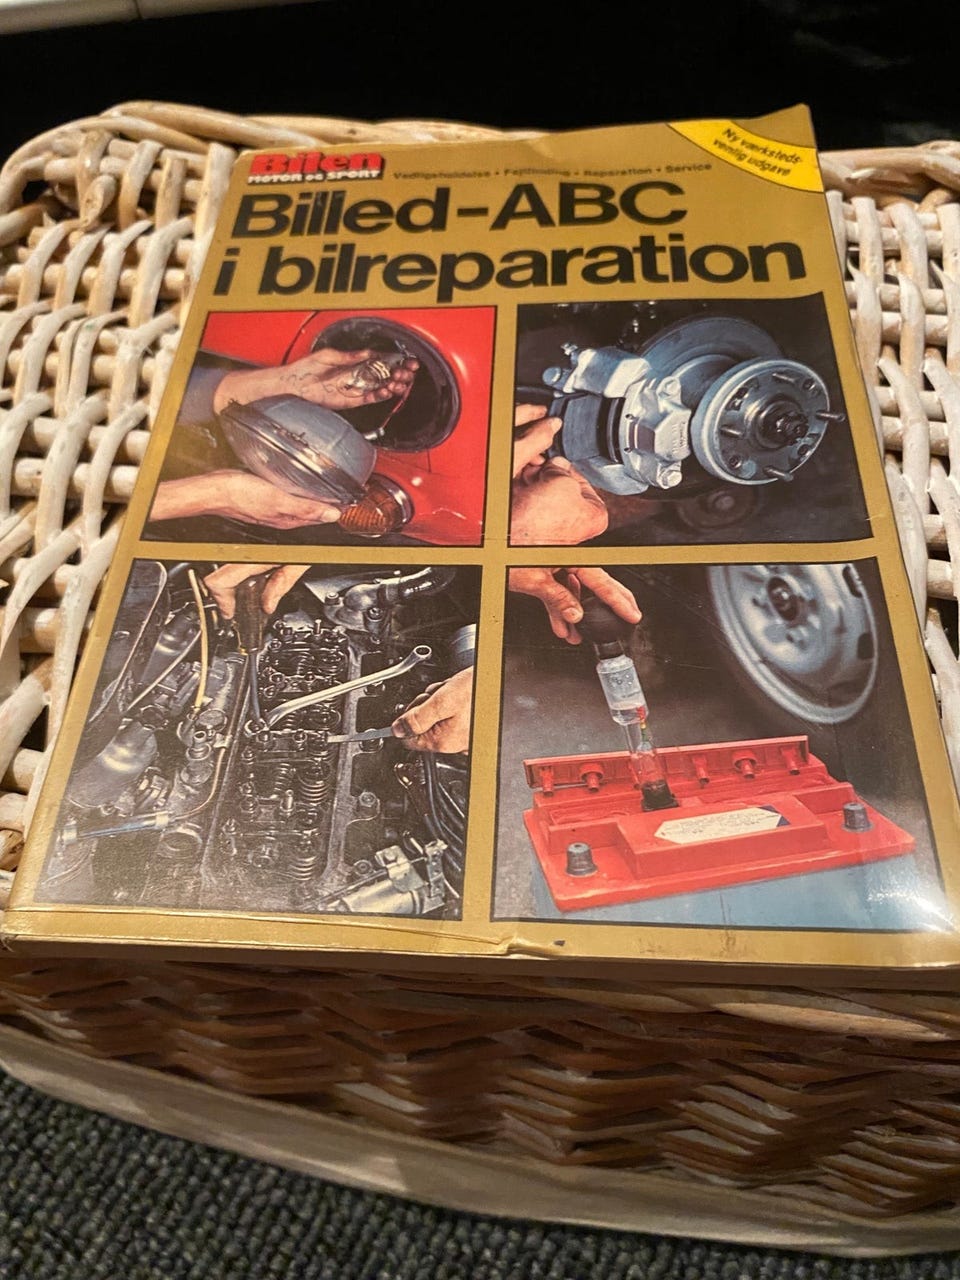 Bilen
MOTOR OG SPORT
Vedligeholdelse • Fejlfinding • Reparation • Service
Ny værksteds-
venlig udgave
Billed-ABC
i bilreparation